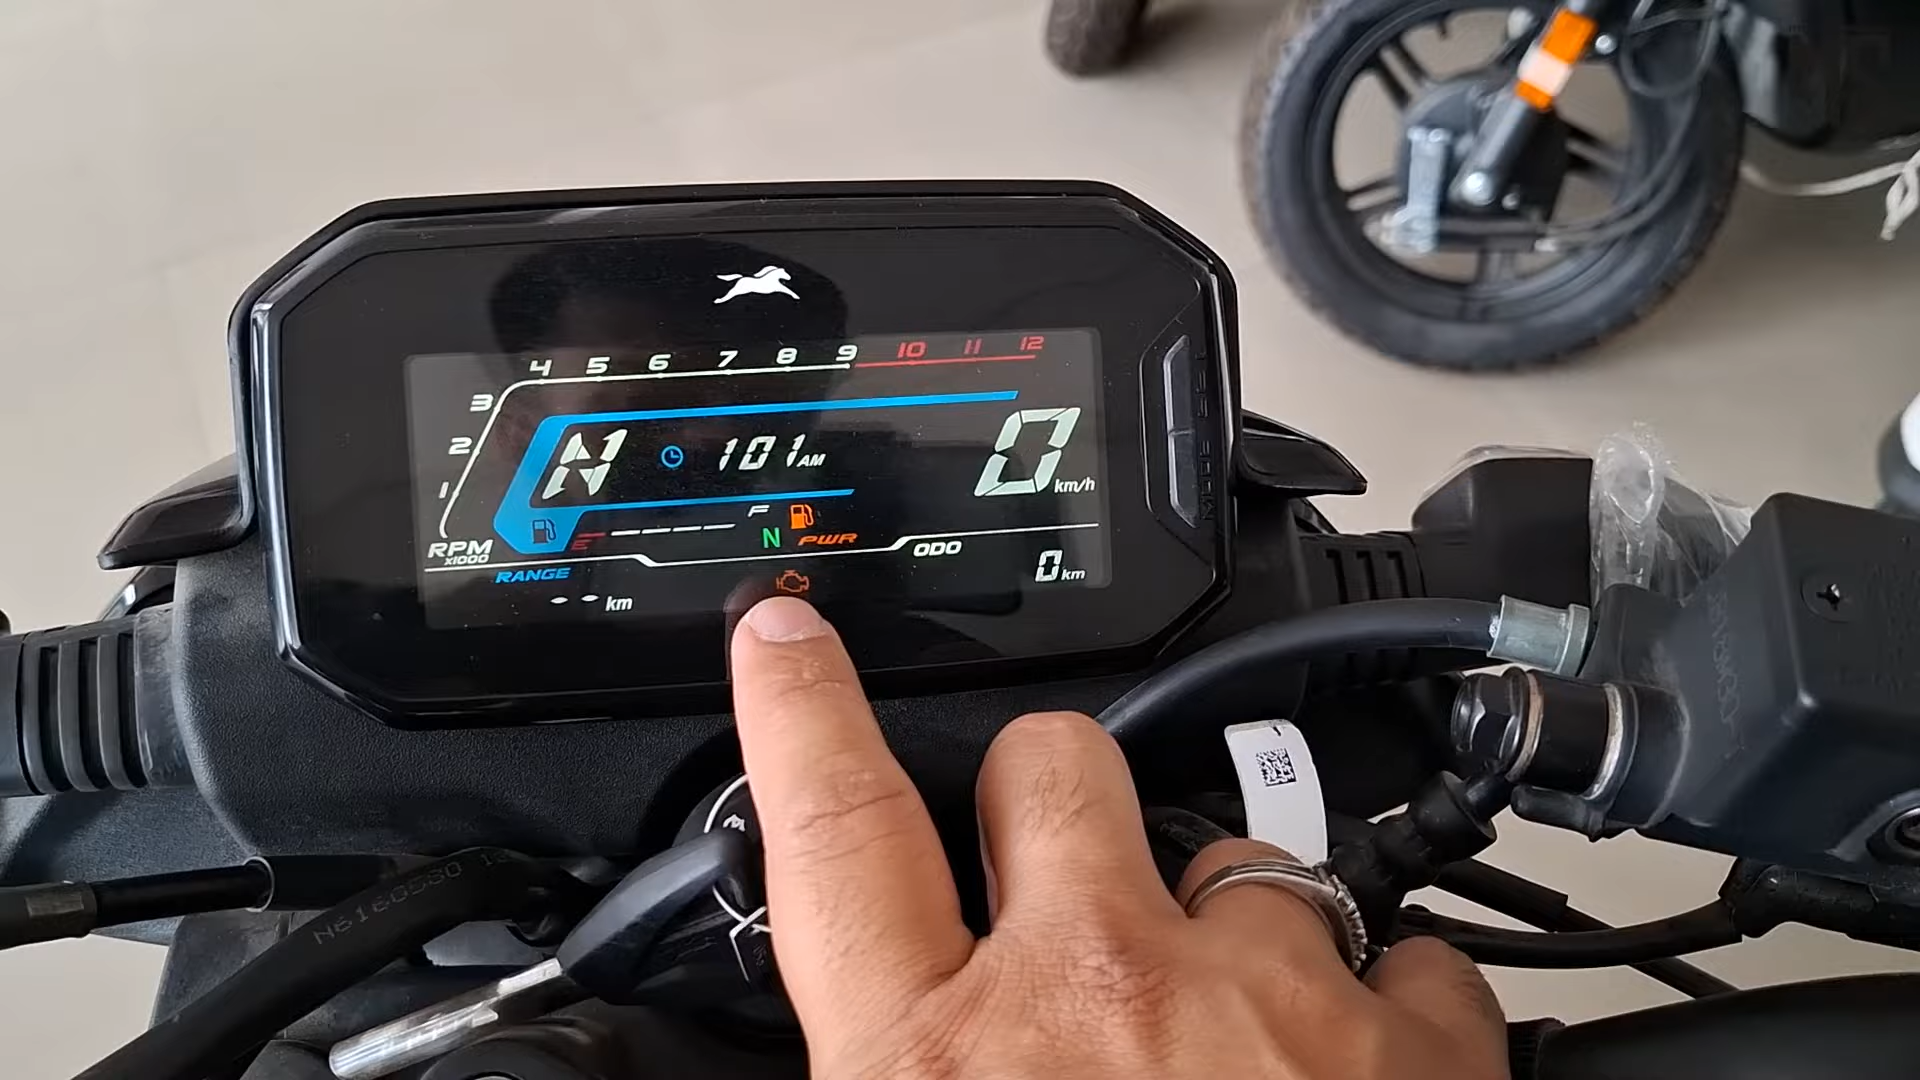 4 5 6 7 8 9 10 11 12
3
2
1
N 101 AM
0 km/h
F
E
N PWR
RPM
x1000
ODO
RANGE
0 km
-- km
MODE SET